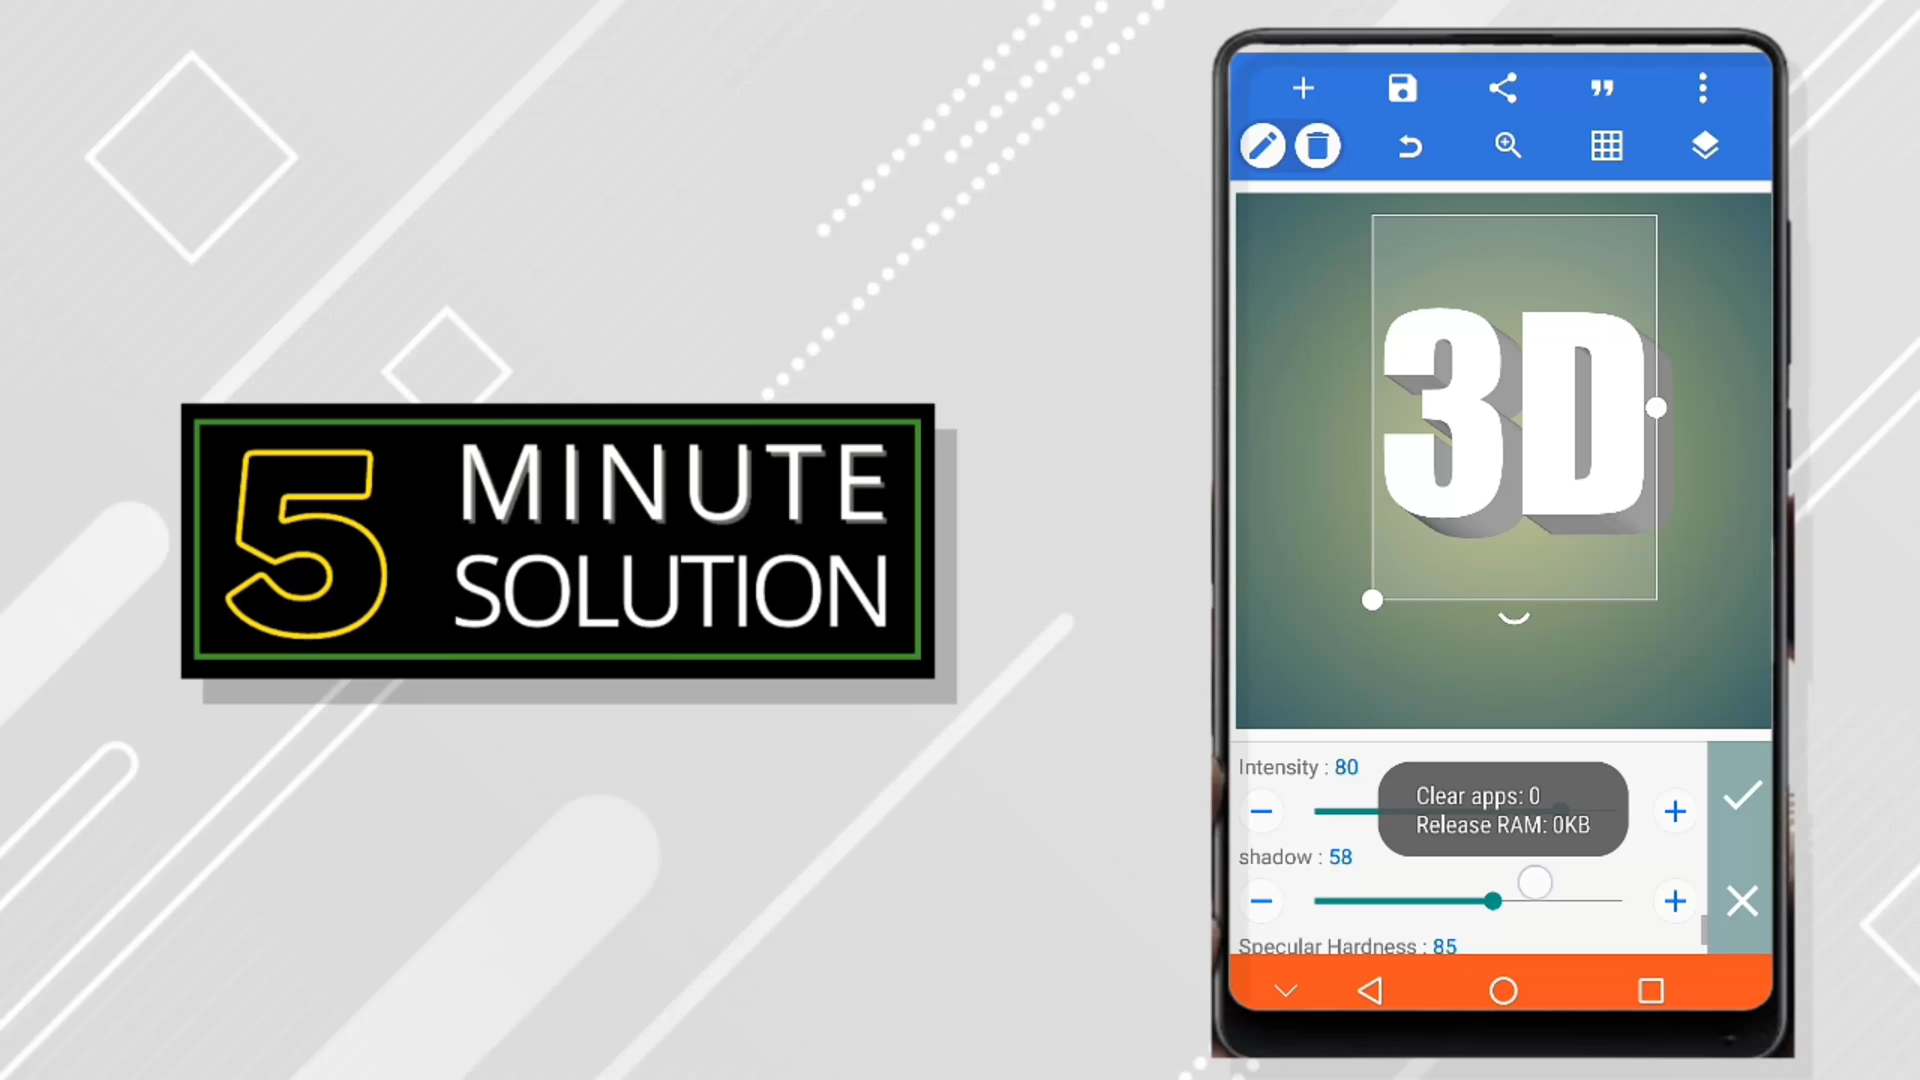 5
MINUTE
SOLUTION
3D
Intensity : 80
Clear apps: 0
Release RAM: 0KB
shadow : 58
Specular Hardness : 85